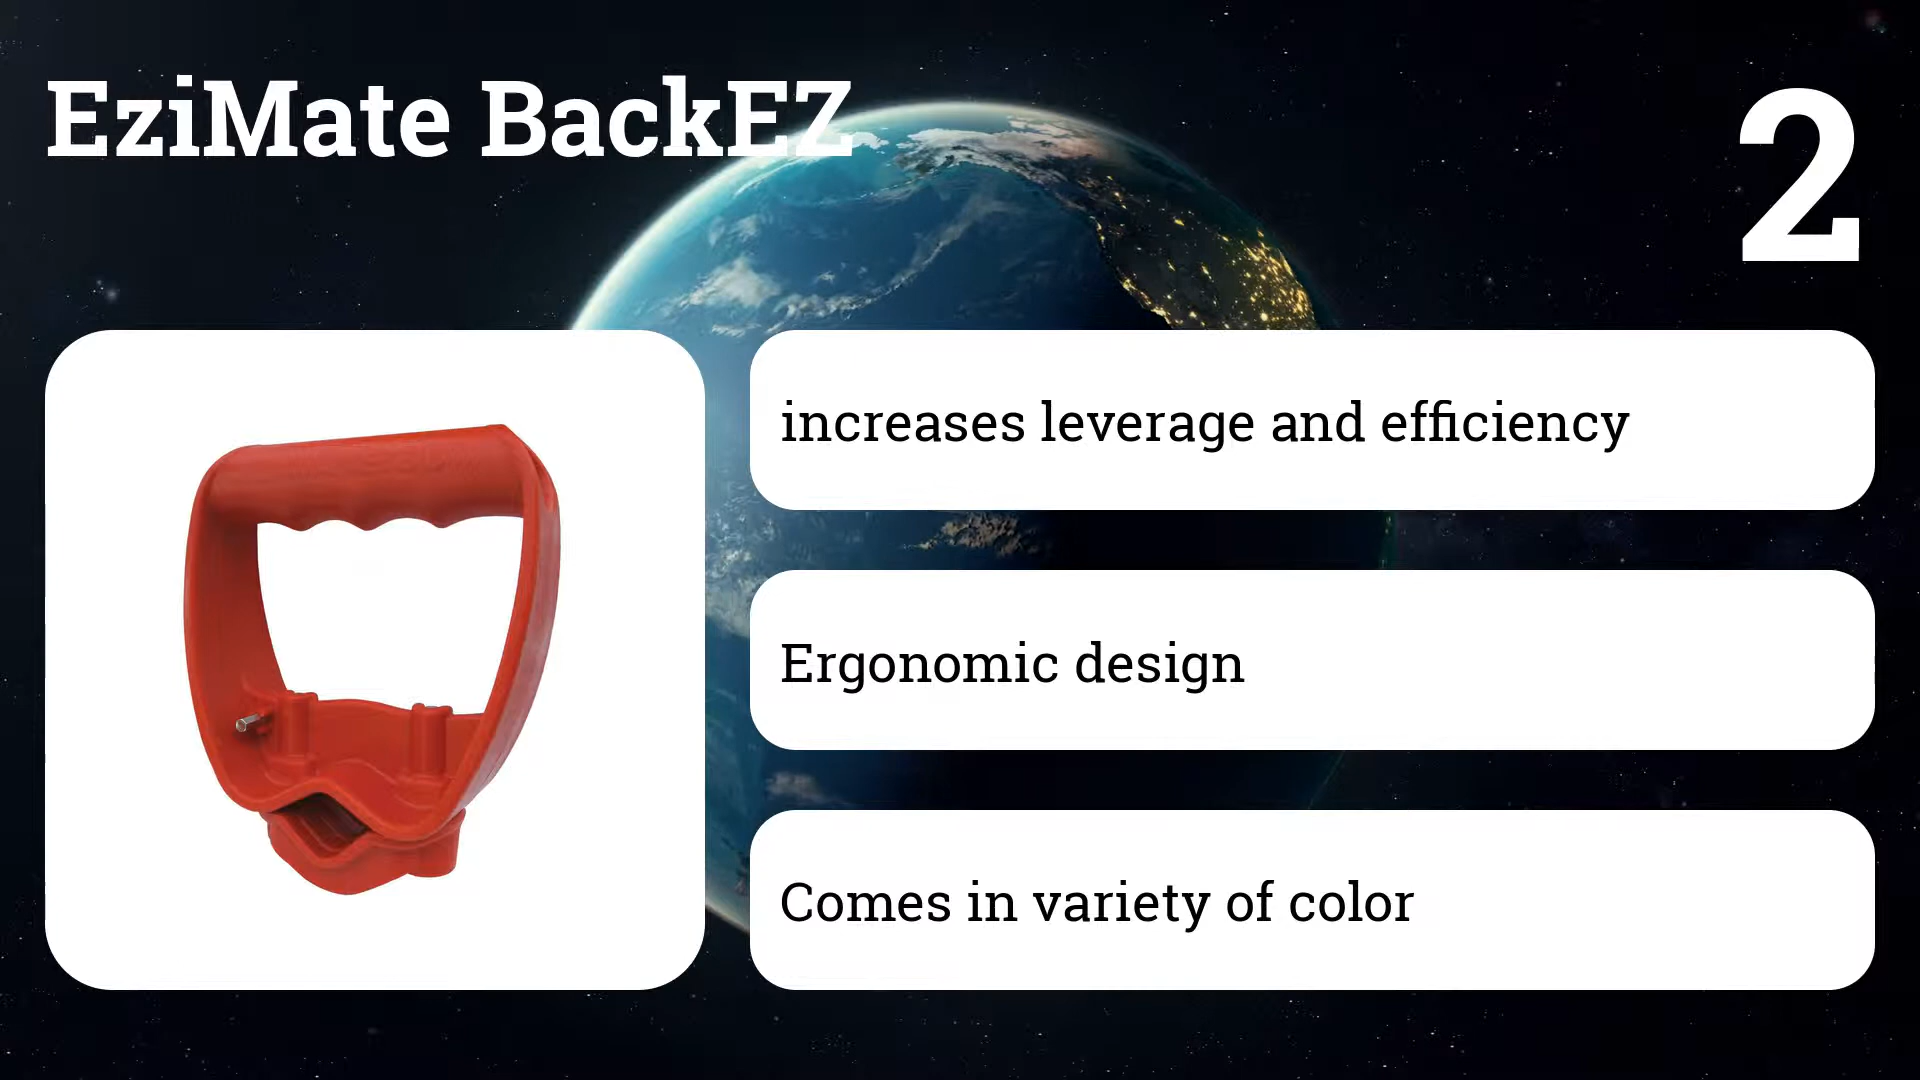 EziMate BackEZ
2
increases leverage and efficiency
Ergonomic design
Comes in variety of color